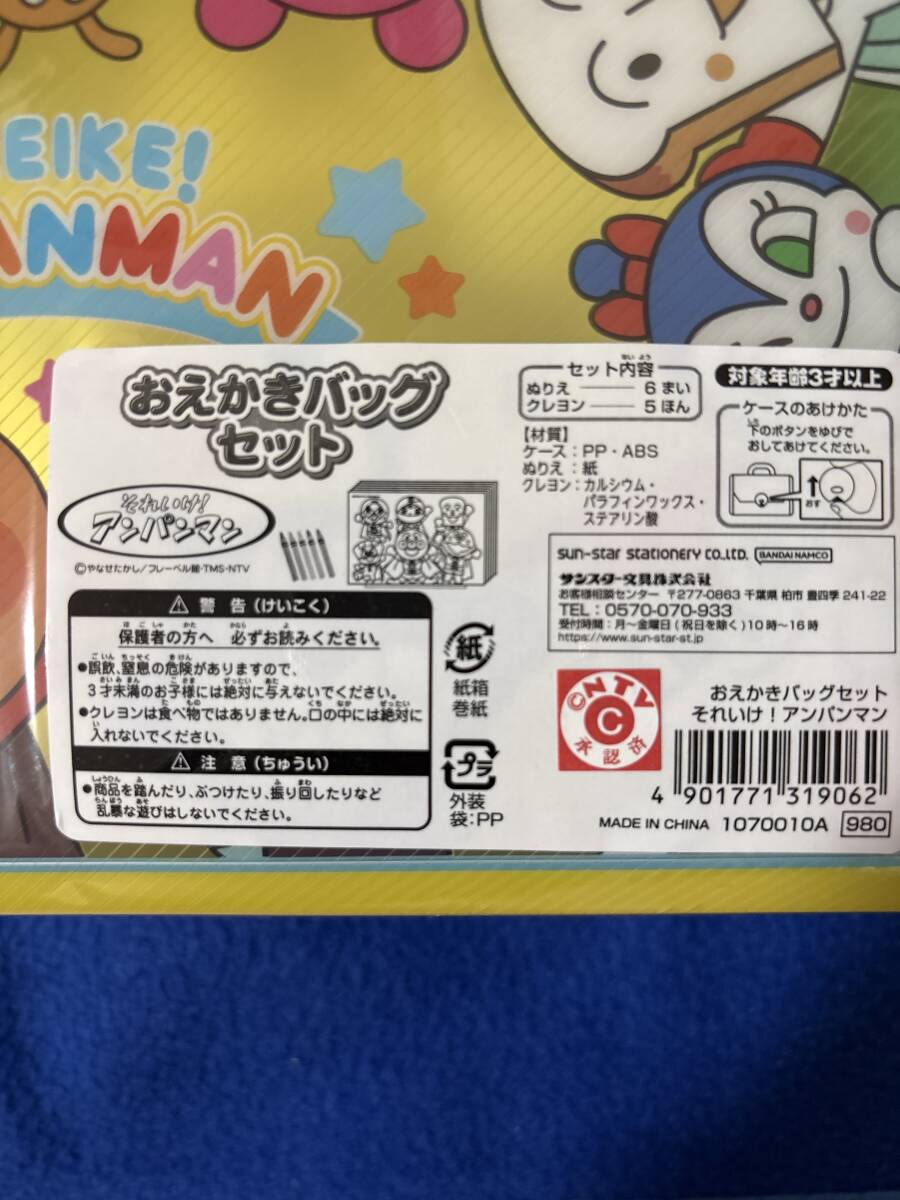 EIKE!
ANMAN
おえかきバッグ
セット
それいけ!
アンパンマン
©やなせたかし/フレーベル館・TMS・NTV
⚠ 警告(けいこく)
保護者の方へ 必ずお読みください。
●誤飲、窒息の危険がありますので、
3才未満のお子様には絶対に与えないでください。
●クレヨンは食べ物ではありません。口の中には絶対に
入れないでください。
⚠ 注意(ちゅうい)
●商品を踏んだり、ぶつけたり、振り回したりなど
乱暴な遊びはしないでください。
紙
紙箱
巻紙
プラ
外装
袋:PP
セット内容
ぬりえ 6まい
クレヨン 5ほん
【材質】
ケース:PP・ABS
ぬりえ:紙
クレヨン:カルシウム・
パラフィンワックス・
ステアリン酸
対象年齢3才以上
ケースのあけかた
下のボタンをゆびで
おしてあけてください。
おす
sun-star stationery co.,ltd. BANDAI NAMCO
サンスター文具株式会社
お客様相談センター 〒277-0863 千葉県 柏市 豊四季 241-22
TEL:0570-070-933
受付時間:月~金曜日(祝日を除く)10時~16時
https://www.sun-star-st.jp
©NTV
C
承認済
おえかきバッグセット
それいけ!アンパンマン
4 901771 319062
MADE IN CHINA 1070010A 980